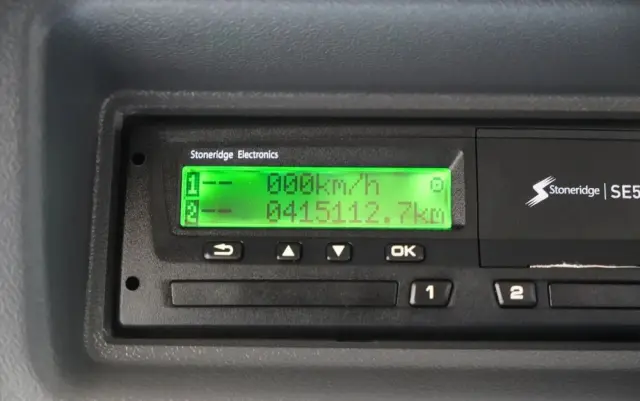 Stoneridge Electronics
1 -- 000km/h
2 -- 0415112.7km
Stoneridge | SE5
OK
1 2